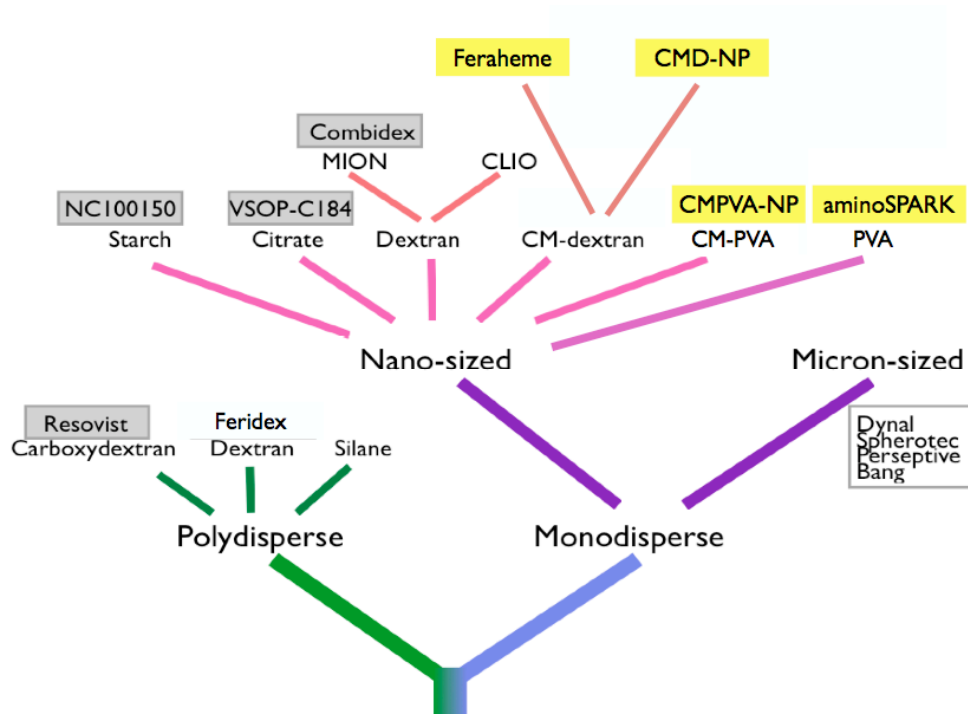 Feraheme
CMD-NP
Combidex
MION
CLIO
NC100150
VSOP-C184
CMPVA-NP
aminoSPARK
Starch
Citrate
Dextran
CM-dextran
CM-PVA
PVA
Nano-sized
Micron-sized
Resovist
Feridex
Carboxydextran
Dextran
Silane
Dynal
Spherotec
Perseptive
Bang
Polydisperse
Monodisperse